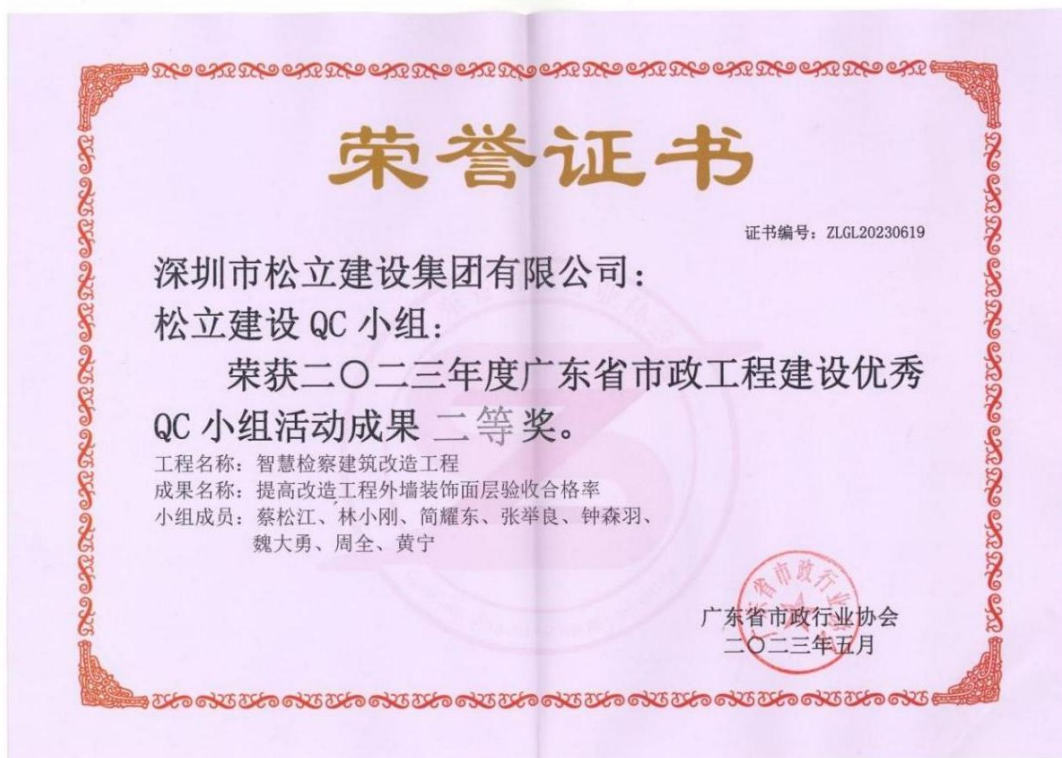 荣誉证书
证书编号：ZLGL20230619
深圳市松立建设集团有限公司：
松立建设 QC 小组：
荣获二〇二三年度广东省市政工程建设优秀
QC 小组活动成果 二等 奖。
工程名称：智慧检察建筑改造工程
成果名称：提高改造工程外墙装饰面层验收合格率
小组成员：蔡松江、林小刚、简耀东、张举良、钟森羽、
魏大勇、周全、黄宁
广东省市政行业协会
二〇二三年五月